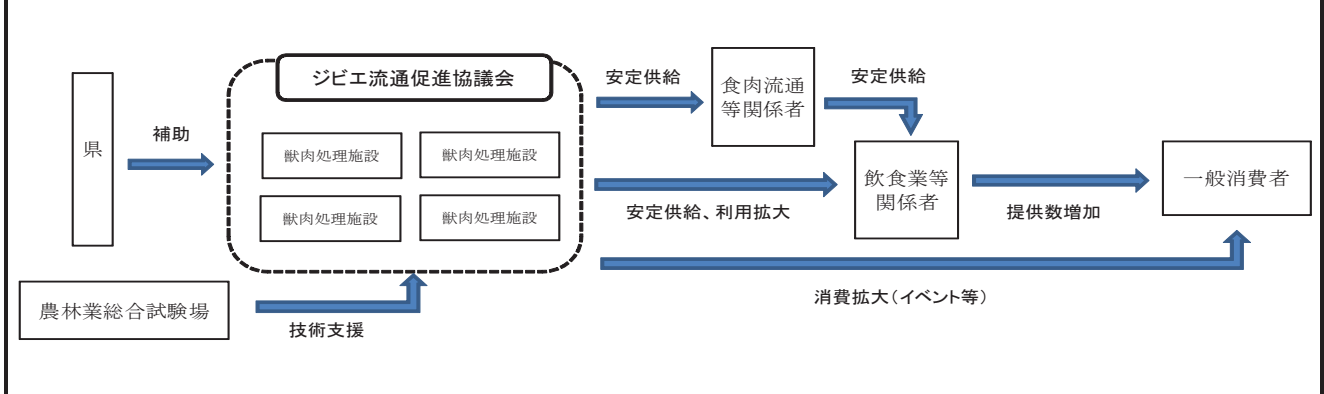 県
補助
ジビエ流通促進協議会
獣肉処理施設
獣肉処理施設
獣肉処理施設
獣肉処理施設
農林業総合試験場
技術支援
安定供給
食肉流通
等関係者
安定供給
安定供給、利用拡大
飲食業等
関係者
提供数増加
一般消費者
消費拡大(イベント等)